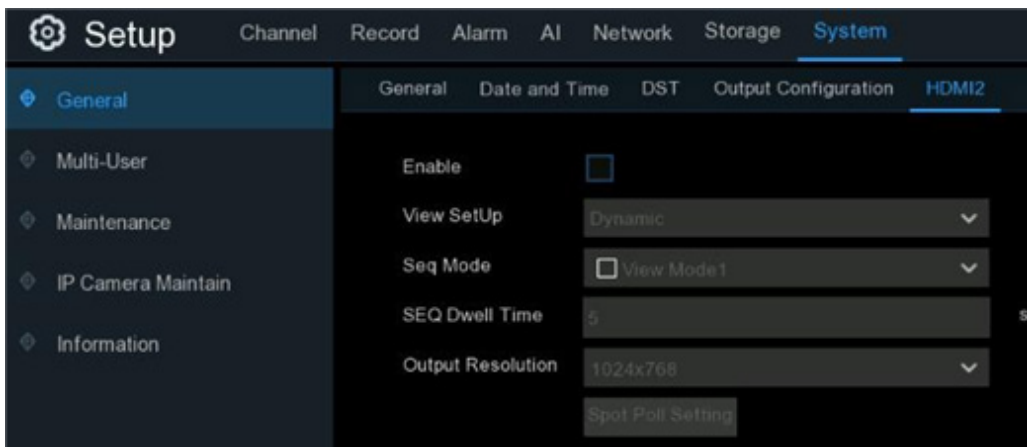 Setup Channel Record Alarm AI Network Storage System
General
Multi-User
Maintenance
IP Camera Maintain
Information
General Date and Time DST Output Configuration HDMI2
Enable
View SetUp Dynamic
Seq Mode View Mode1
SEQ Dwell Time 5 s
Output Resolution 1024x768
Spot Poll Setting